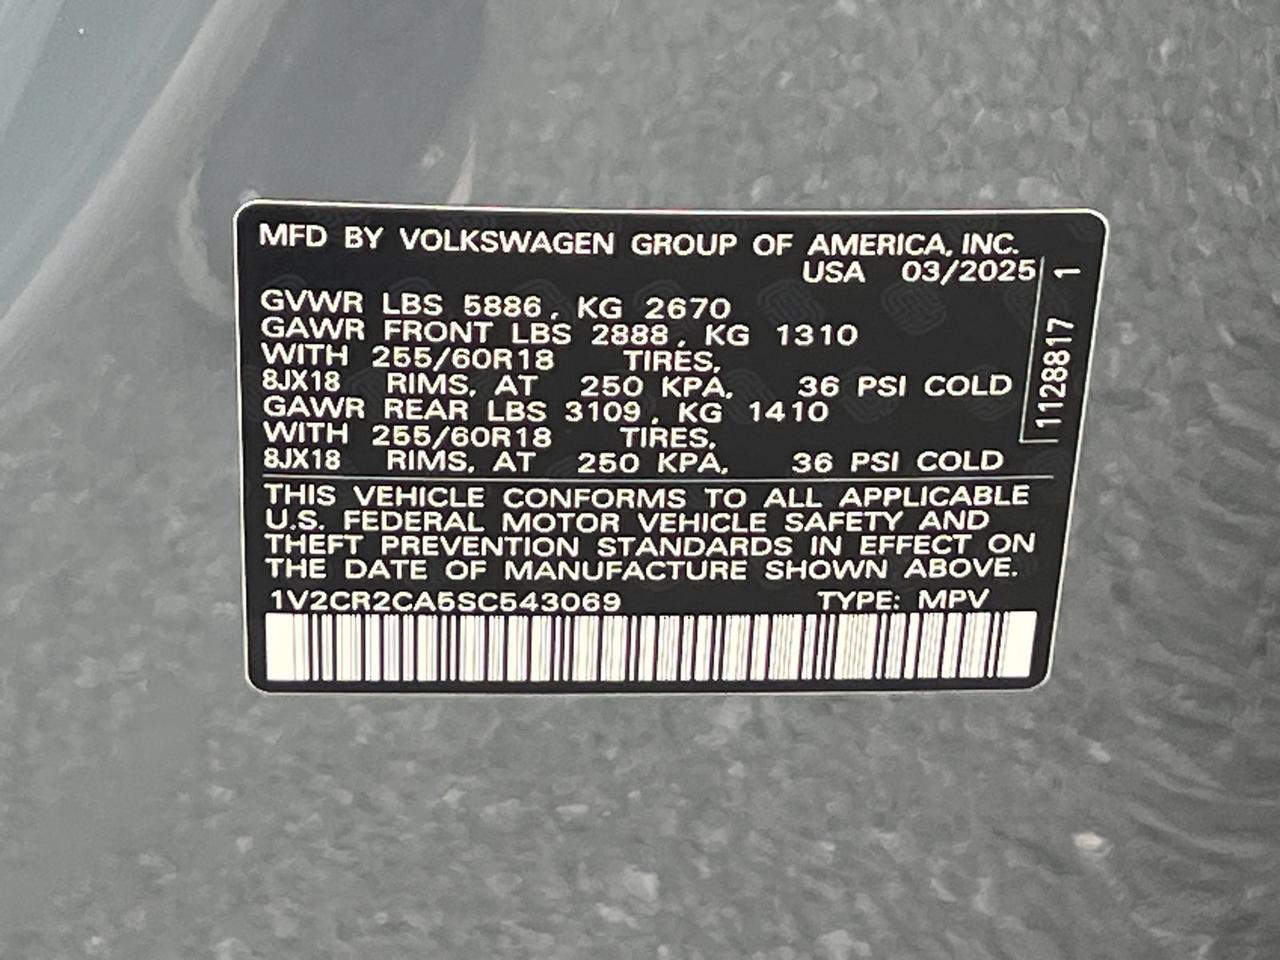 MFD BY VOLKSWAGEN GROUP OF AMERICA, INC.
USA 03/2025
GVWR LBS 5886, KG 2670
GAWR FRONT LBS 2888, KG 1310
WITH 255/60R18 TIRES,
8JX18 RIMS, AT 250 KPA, 36 PSI COLD
GAWR REAR LBS 3109, KG 1410
WITH 255/60R18 TIRES,
8JX18 RIMS, AT 250 KPA, 36 PSI COLD
1128817 1
THIS VEHICLE CONFORMS TO ALL APPLICABLE
U.S. FEDERAL MOTOR VEHICLE SAFETY AND
THEFT PREVENTION STANDARDS IN EFFECT ON
THE DATE OF MANUFACTURE SHOWN ABOVE.
1V2CR2CA5SC543069 TYPE: MPV